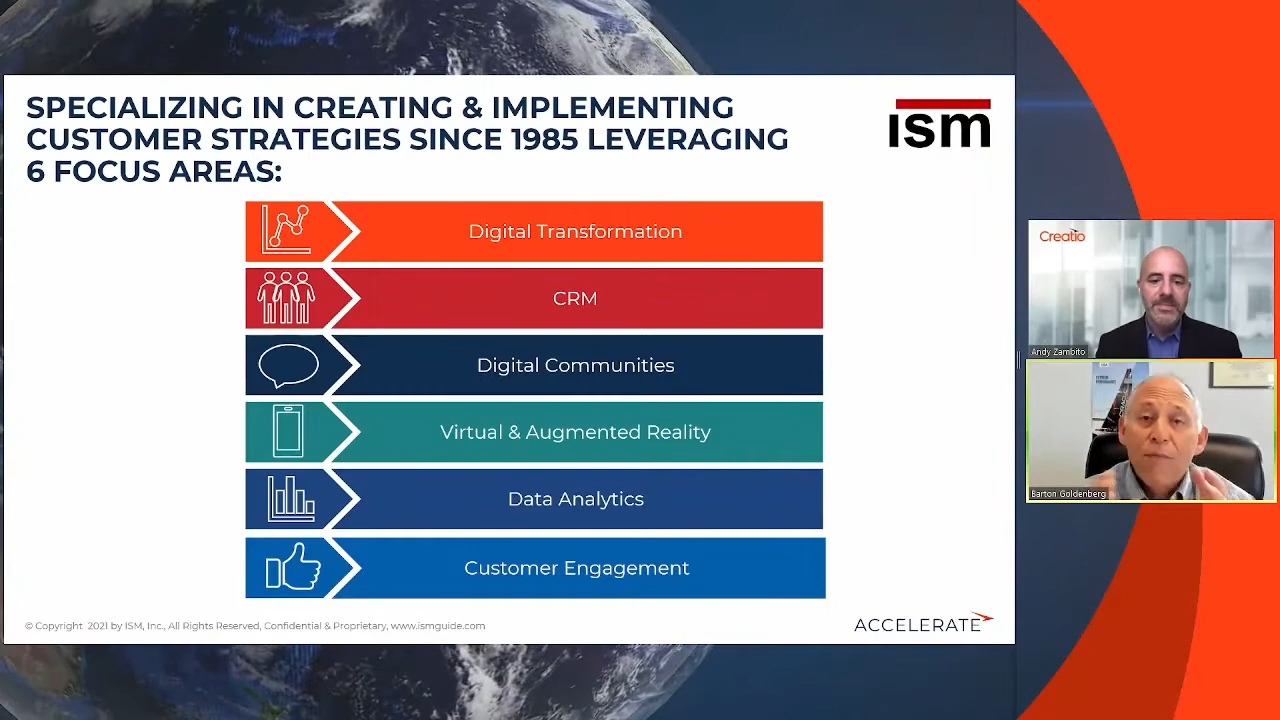 SPECIALIZING IN CREATING & IMPLEMENTING
CUSTOMER STRATEGIES SINCE 1985 LEVERAGING
6 FOCUS AREAS:
ism
Digital Transformation
CRM
Digital Communities
Virtual & Augmented Reality
Data Analytics
Customer Engagement
© Copyright 2021 by ISM, Inc., All Rights Reserved, Confidential & Proprietary, www.ismguide.com
ACCELERATE
Creatio
Andy Zambito
Barton Goldenberg